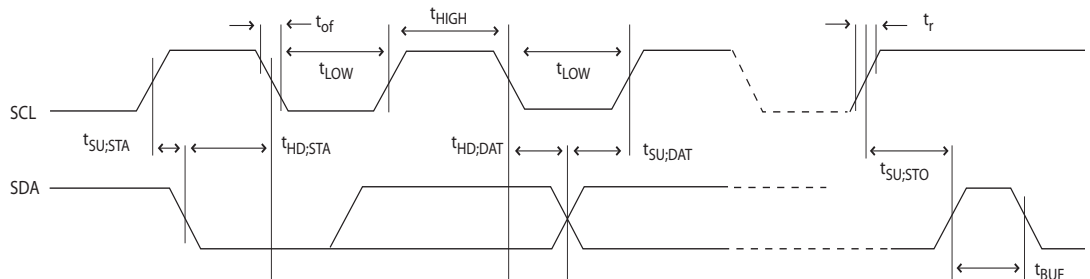 t_of
t_HIGH
t_r
t_LOW
t_LOW
SCL
t_SU;STA
t_HD;STA
t_HD;DAT
t_SU;DAT
t_SU;STO
SDA
t_BUF